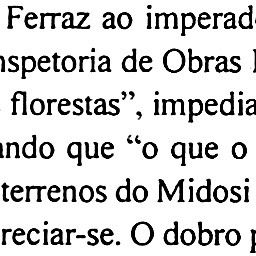 Ferraz ao imperad
nspetoria de Obras
florestas”, impedia
ando que “o que o
terrenos do Midosi
reciar-se. O dobro p